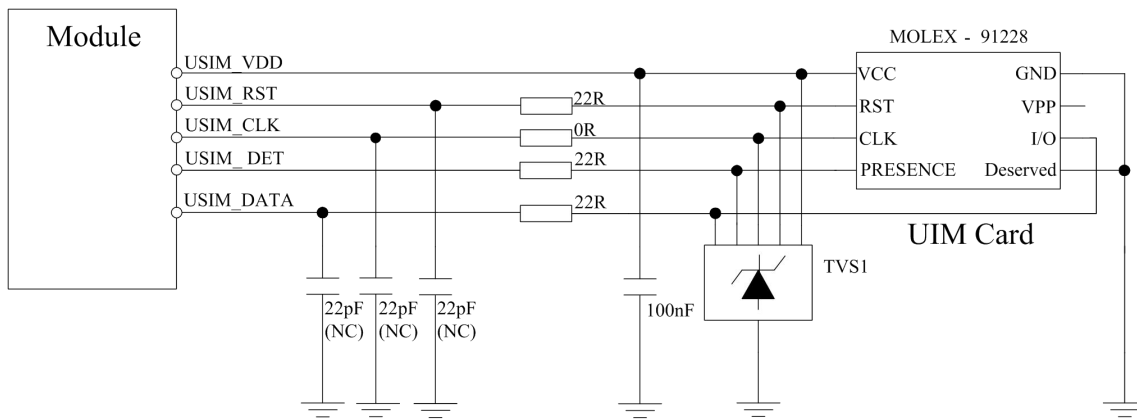 Module
MOLEX - 91228
USIM_VDD
VCC
GND
USIM_RST
22R
RST
VPP
USIM_CLK
0R
CLK
I/O
USIM_ DET
22R
PRESENCE
Deserved
USIM_DATA
22R
UIM Card
TVS1
22pF
(NC)
22pF
(NC)
22pF
(NC)
100nF